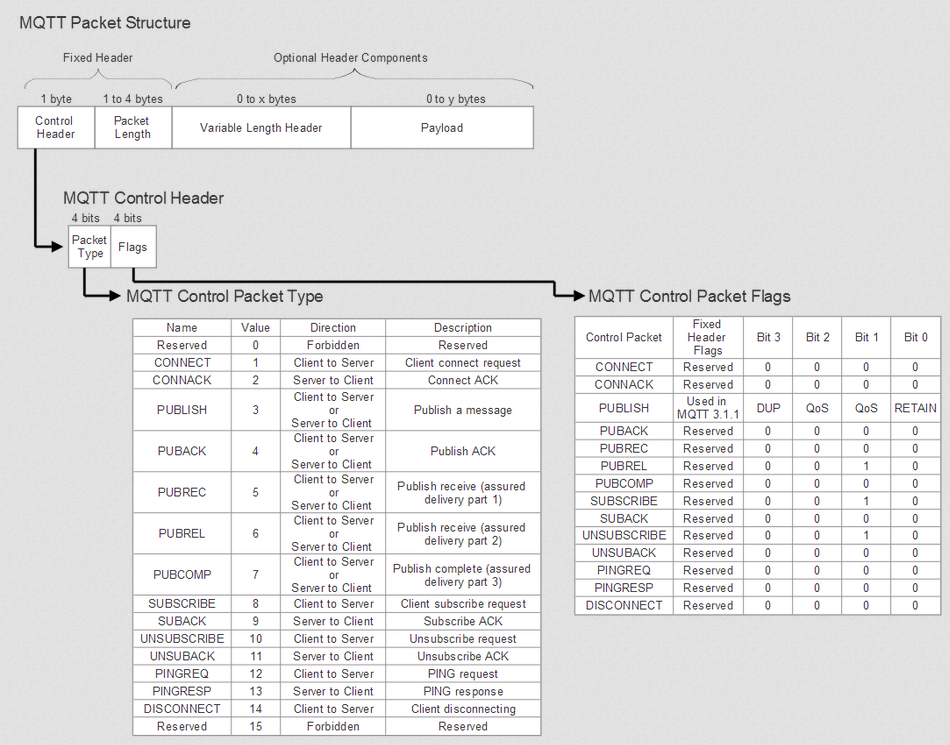 MQTT Packet Structure
Fixed Header
Optional Header Components
1 byte
1 to 4 bytes
0 to x bytes
0 to y bytes
Control
Header
Packet
Length
Variable Length Header
Payload
MQTT Control Header
4 bits
4 bits
Packet
Type
Flags
MQTT Control Packet Type
Name Value Direction Description
Reserved 0 Forbidden Reserved
CONNECT 1 Client to Server Client connect request
CONNACK 2 Server to Client Connect ACK
PUBLISH 3 Client to Server
or
Server to Client Publish a message
PUBACK 4 Client to Server
or
Server to Client Publish ACK
PUBREC 5 Client to Server
or
Server to Client Publish receive (assured
delivery part 1)
PUBREL 6 Client to Server
or
Server to Client Publish receive (assured
delivery part 2)
PUBCOMP 7 Client to Server
or
Server to Client Publish complete (assured
delivery part 3)
SUBSCRIBE 8 Client to Server Client subscribe request
SUBACK 9 Server to Client Subscribe ACK
UNSUBSCRIBE 10 Client to Server Unsubscribe request
UNSUBACK 11 Server to Client Unsubscribe ACK
PINGREQ 12 Client to Server PING request
PINGRESP 13 Server to Client PING response
DISCONNECT 14 Client to Server Client disconnecting
Reserved 15 Forbidden Reserved
MQTT Control Packet Flags
Control Packet Fixed
Header
Flags Bit 3 Bit 2 Bit 1 Bit 0
CONNECT Reserved 0 0 0 0
CONNACK Reserved 0 0 0 0
PUBLISH Used in
MQTT 3.1.1 DUP QoS QoS RETAIN
PUBACK Reserved 0 0 0 0
PUBREC Reserved 0 0 0 0
PUBREL Reserved 0 0 1 0
PUBCOMP Reserved 0 0 0 0
SUBSCRIBE Reserved 0 0 1 0
SUBACK Reserved 0 0 0 0
UNSUBSCRIBE Reserved 0 0 1 0
UNSUBACK Reserved 0 0 0 0
PINGREQ Reserved 0 0 0 0
PINGRESP Reserved 0 0 0 0
DISCONNECT Reserved 0 0 0 0